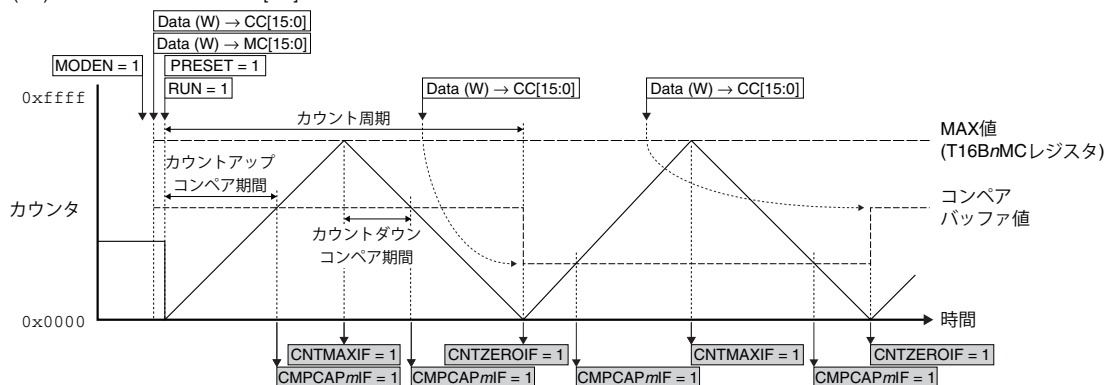 Data (W) → CC[15:0]
Data (W) → MC[15:0]
MODEN = 1
PRESET = 1
RUN = 1
Data (W) → CC[15:0]
Data (W) → CC[15:0]
0xffff
カウント周期
MAX値
(T16BnMCレジスタ)
カウントアップ
コンペア期間
カウンタ
カウントダウン
コンペア期間
コンペア
バッファ値
0x0000
時間
CNTMAXIF = 1
CNTZEROIF = 1
CNTMAXIF = 1
CNTZEROIF = 1
CMPCAPmIF = 1
CMPCAPmIF = 1
CMPCAPmIF = 1
CMPCAPmIF = 1